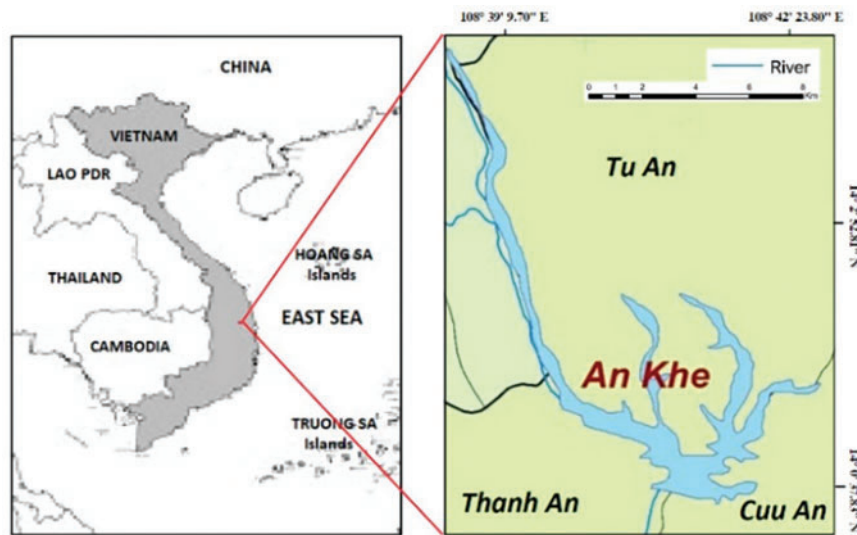 108° 39' 9.70" E
108° 42' 23.80" E
CHINA
VIETNAM
LAO PDR
THAILAND
CAMBODIA
HOANG SA
Islands
EAST SEA
TRUONG SA
Islands
River
0 1 2 4 6 8
Km
Tu An
An Khe
Thanh An
Cuu An